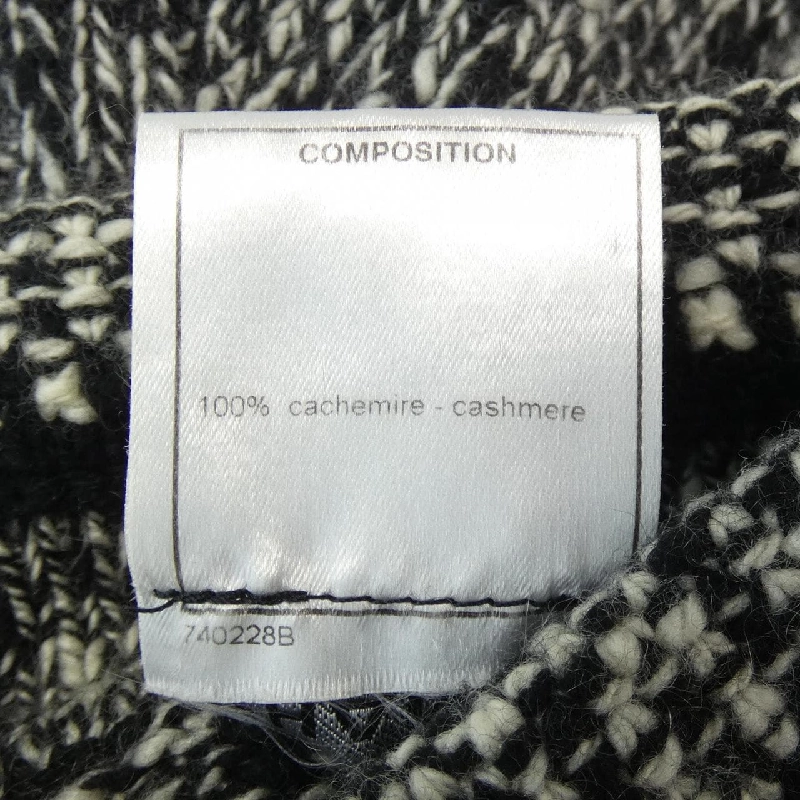 COMPOSITION
100% cachemire - cashmere
740228B